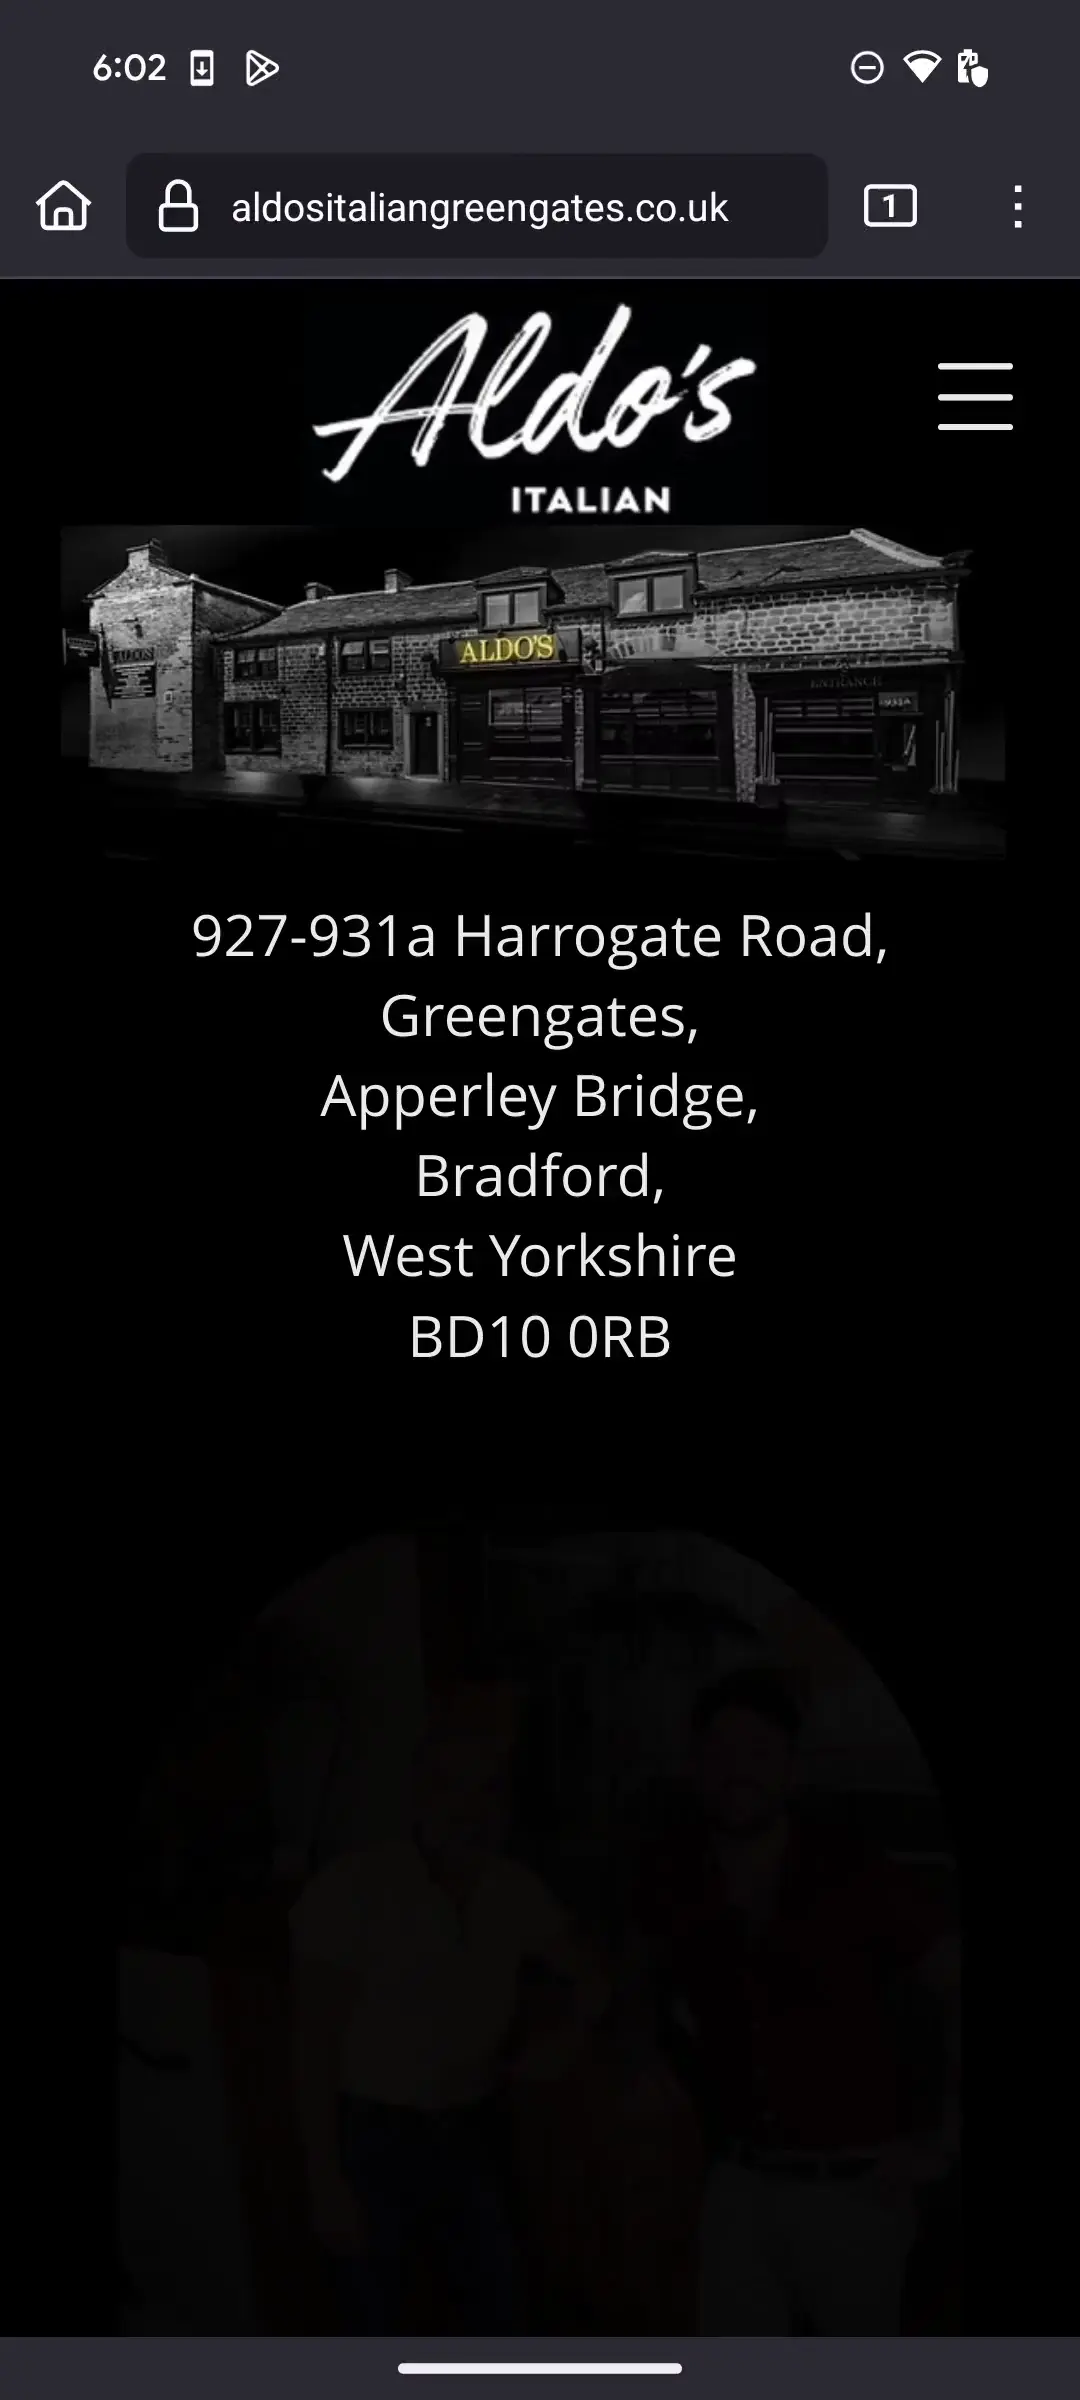 6:02
aldositaliangreengates.co.uk
1
Aldo's
ITALIAN
ALDO'S
ALDO'S
ENTRANCE
931A
927-931a Harrogate Road,
Greengates,
Apperley Bridge,
Bradford,
West Yorkshire
BD10 0RB